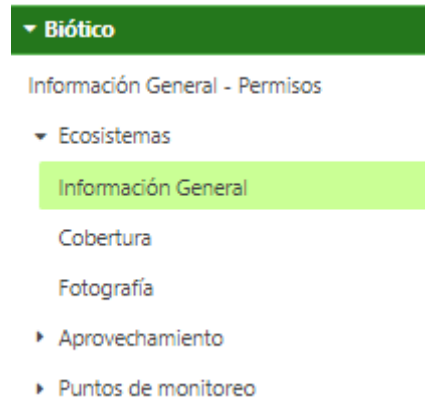 Biótico
Información General - Permisos
Ecosistemas
Información General
Cobertura
Fotografía
Aprovechamiento
Puntos de monitoreo